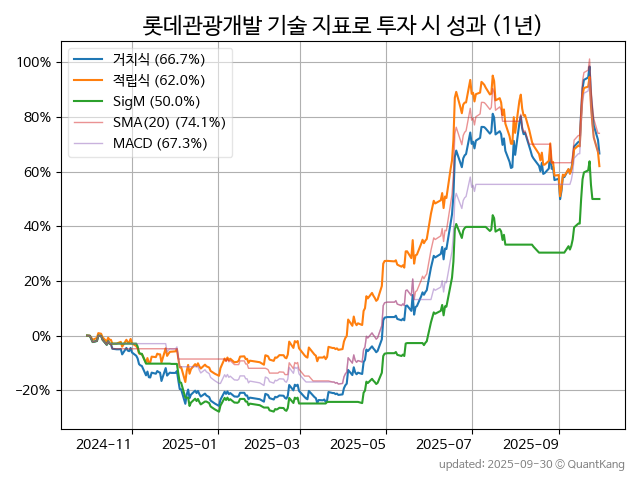 롯데관광개발 기술 지표로 투자 시 성과 (1년)
100%
80%
60%
40%
20%
0%
−20%
거치식 (66.7%)
적립식 (62.0%)
SigM (50.0%)
SMA(20) (74.1%)
MACD (67.3%)
2024−11
2025−01
2025−03
2025−05
2025−07
2025−09
updated: 2025-09-30 © QuantKang